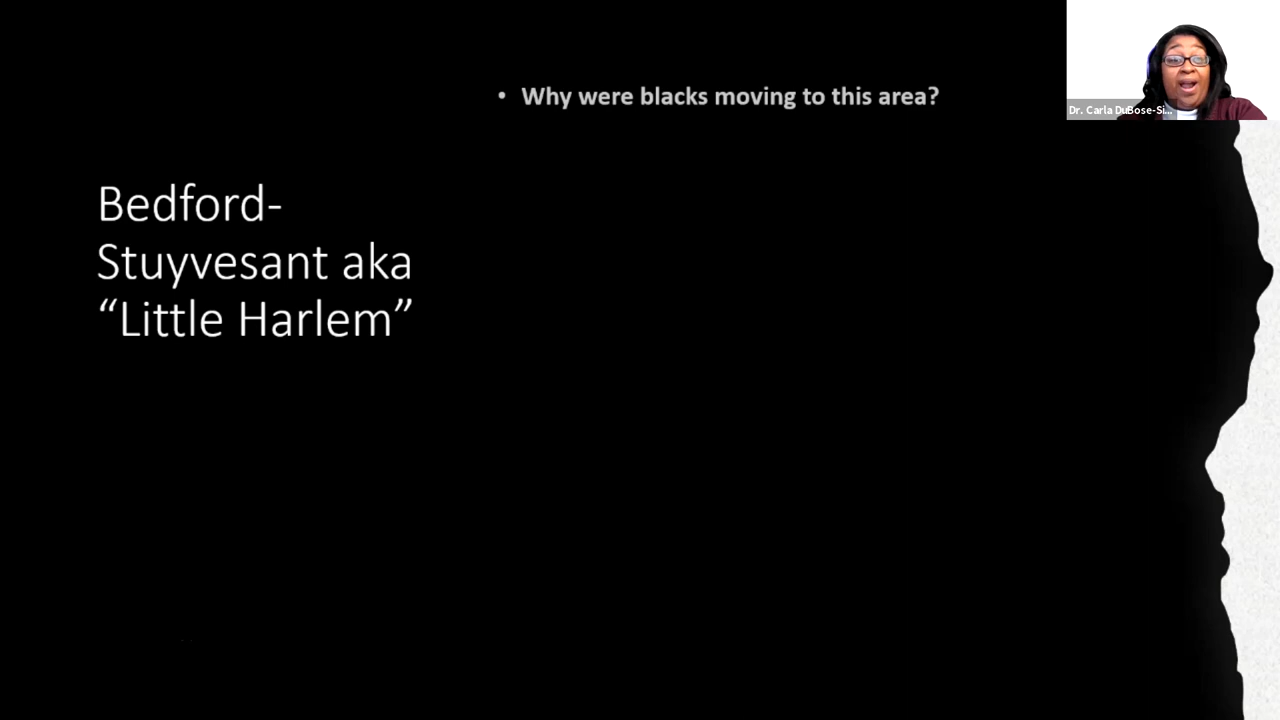 • Why were blacks moving to this area?
Dr. Carla DuBose-Si...
Bedford-
Stuyvesant aka
“Little Harlem”